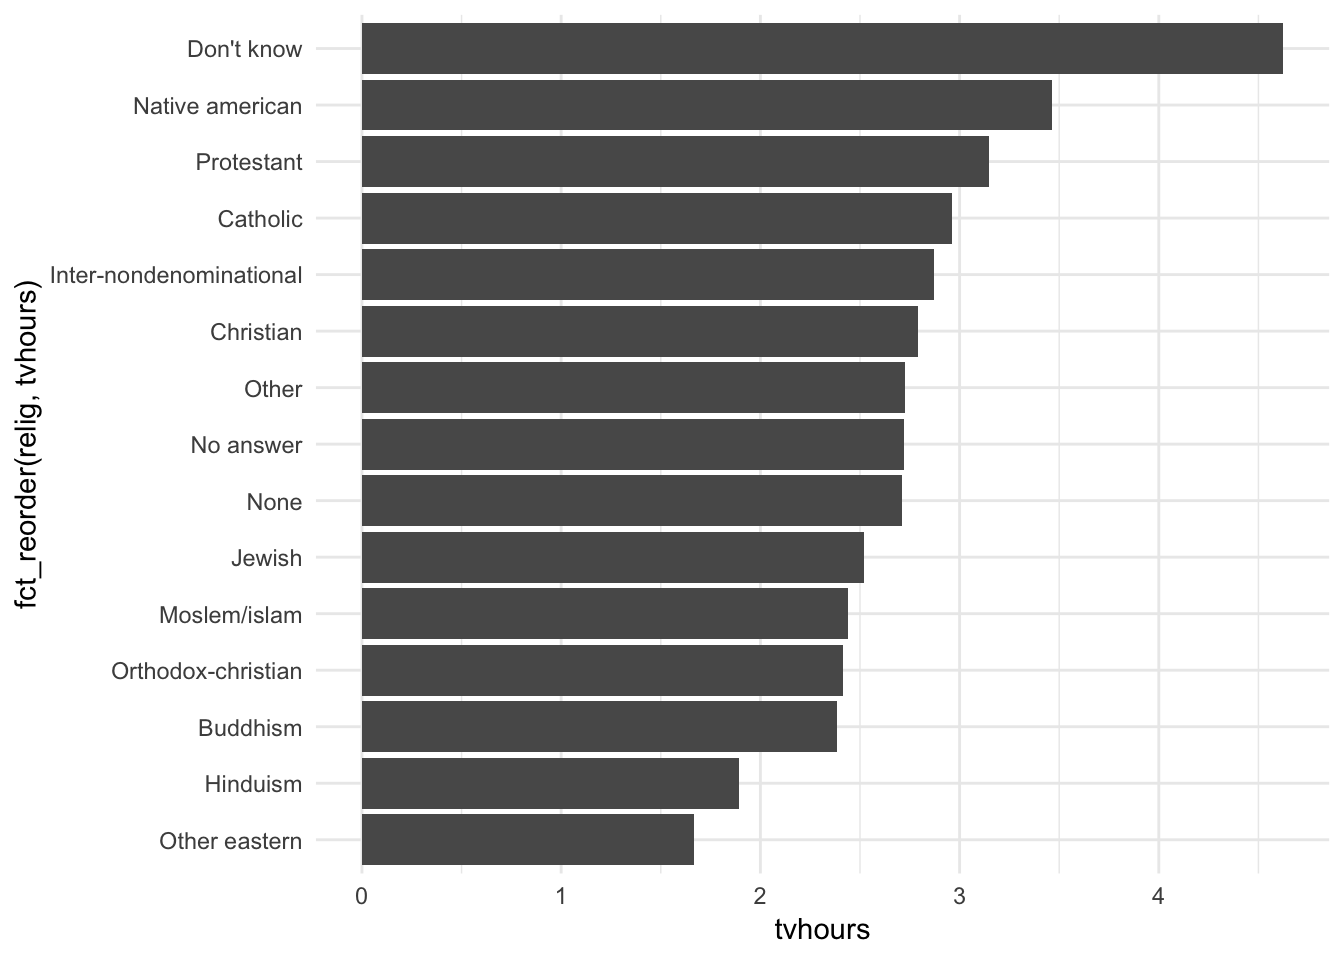 Don't know
Native american
Protestant
Catholic
Inter-nondenominational
Christian
Other
No answer
None
Jewish
Moslem/islam
Orthodox-christian
Buddhism
Hinduism
Other eastern
fct_reorder(relig, tvhours)
0 1 2 3 4
tvhours